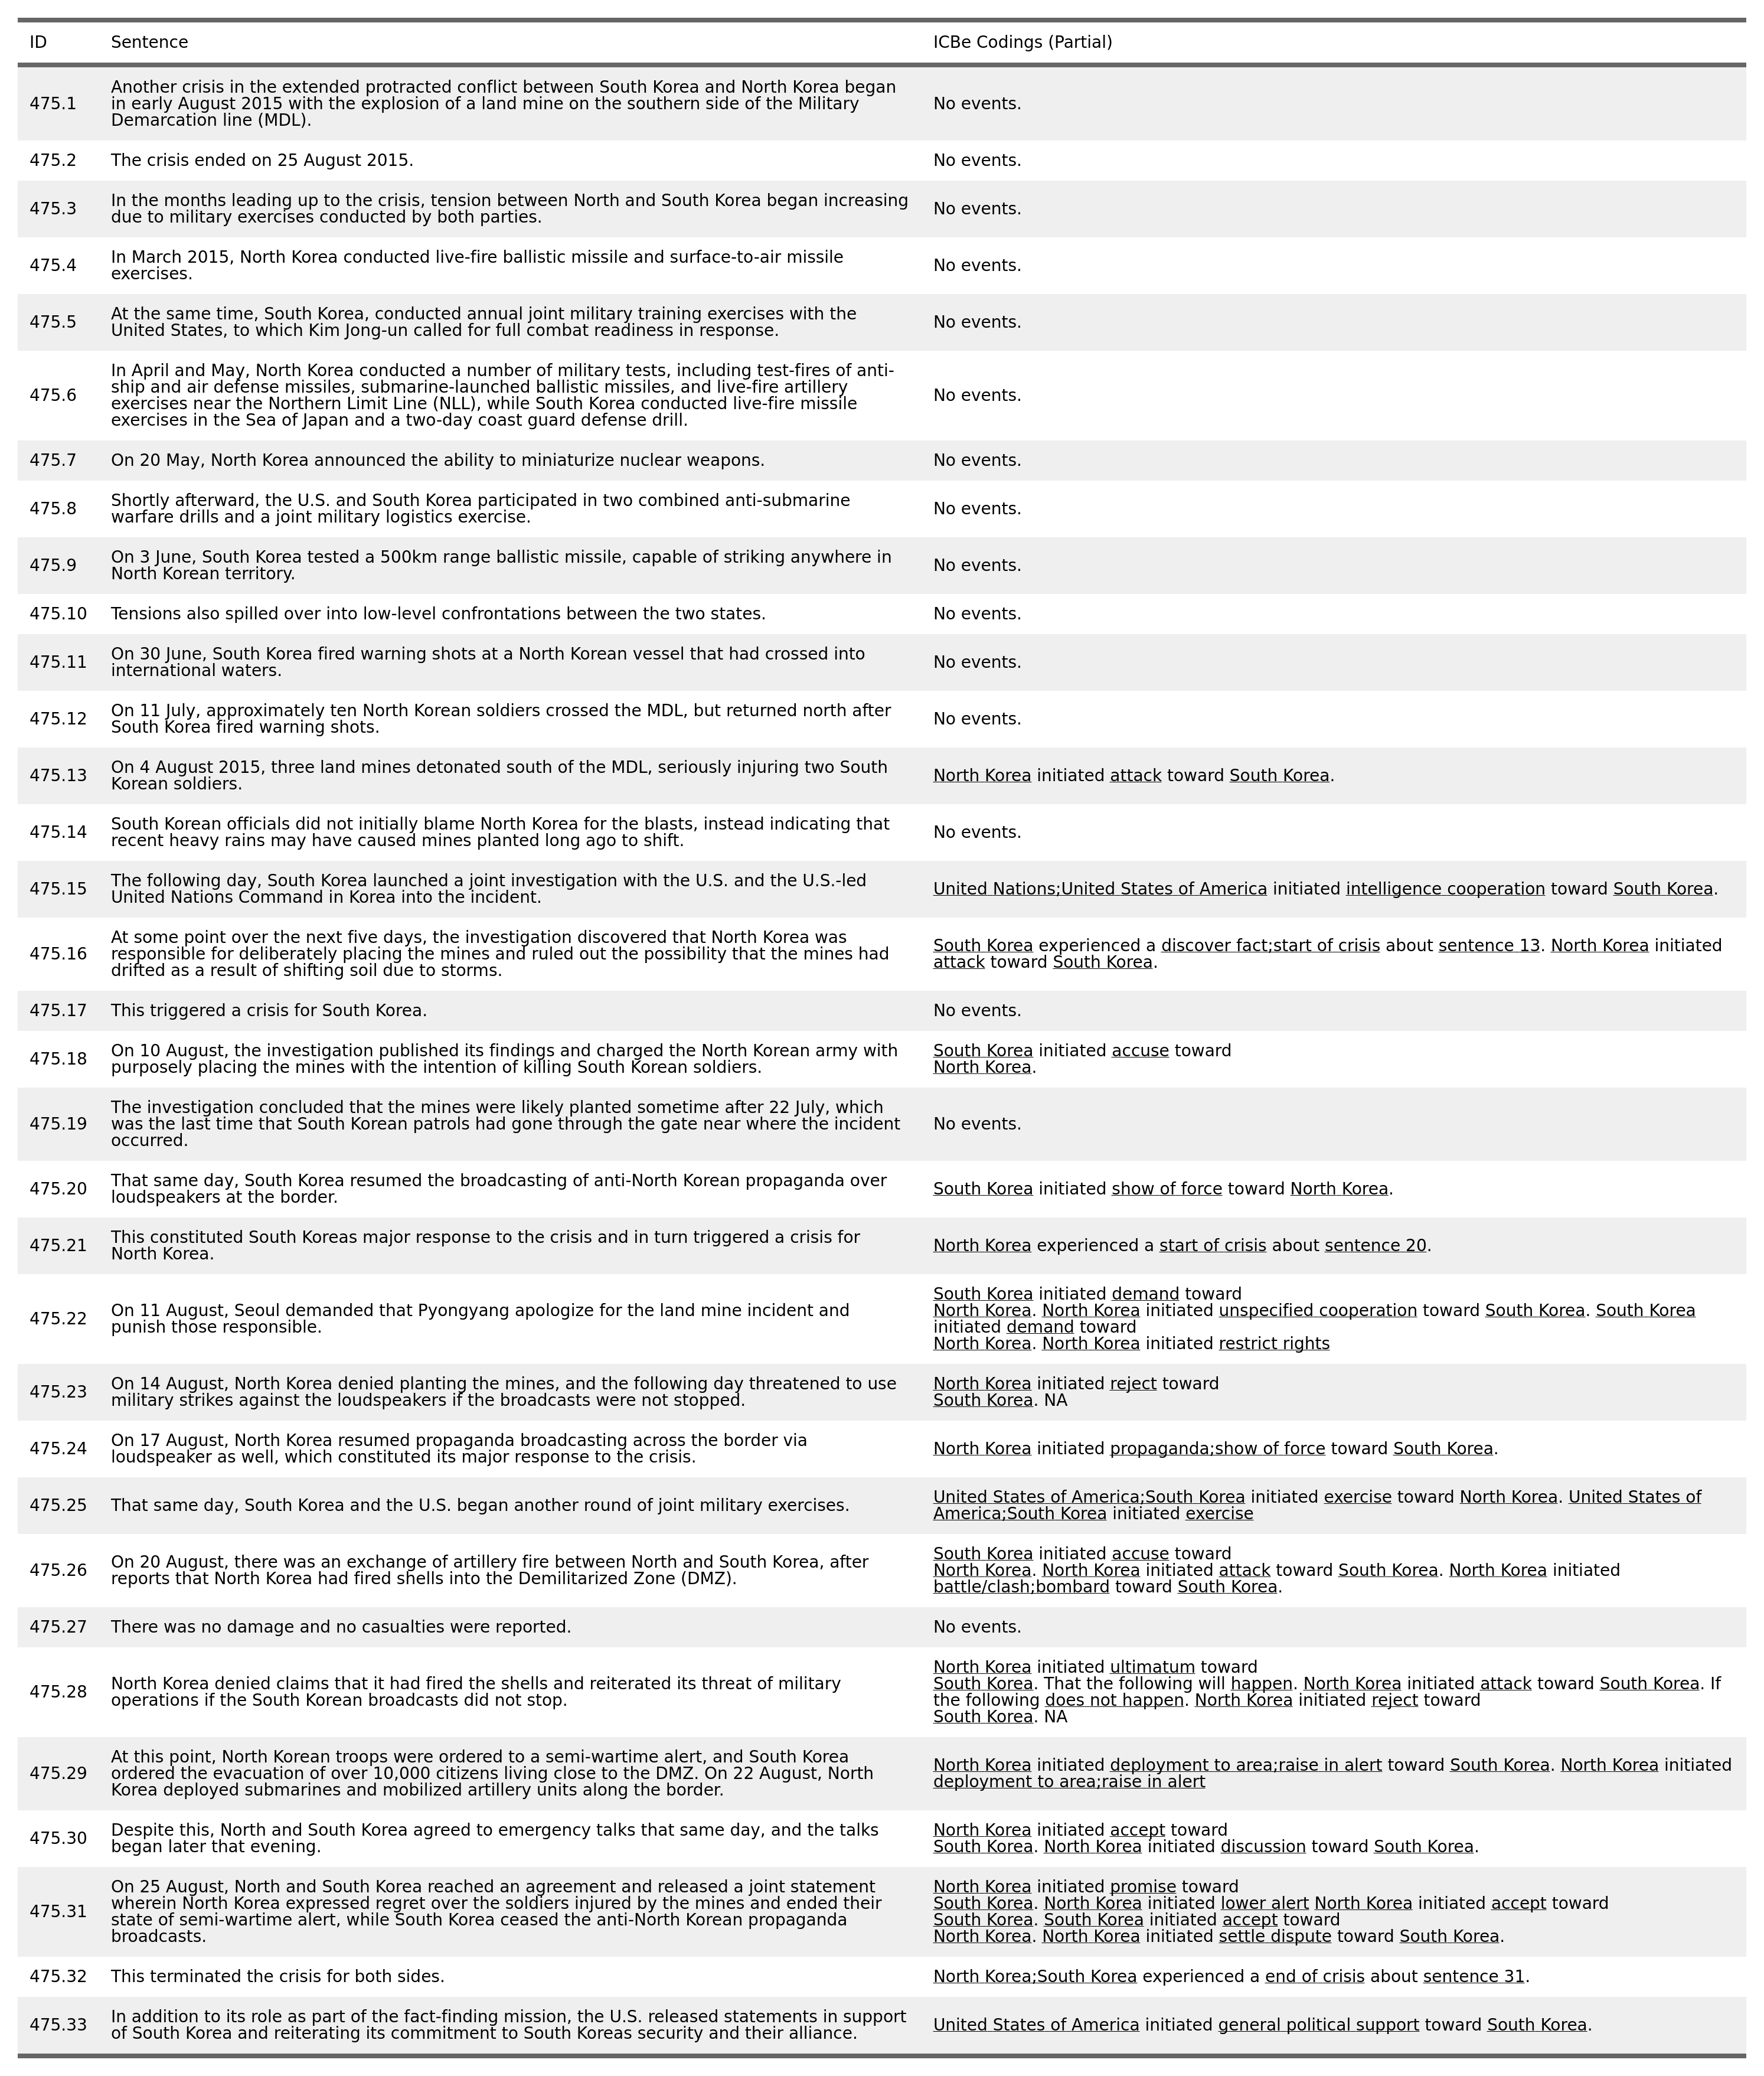 ID Sentence ICBe Codings (Partial)
475.1 Another crisis in the extended protracted conflict between South Korea and North Korea began
in early August 2015 with the explosion of a land mine on the southern side of the Military
Demarcation line (MDL).
No events.
475.2 The crisis ended on 25 August 2015. No events.
475.3 In the months leading up to the crisis, tension between North and South Korea began increasing
due to military exercises conducted by both parties.
No events.
475.4 In March 2015, North Korea conducted live-fire ballistic missile and surface-to-air missile
exercises.
No events.
475.5 At the same time, South Korea, conducted annual joint military training exercises with the
United States, to which Kim Jong-un called for full combat readiness in response.
No events.
475.6 In April and May, North Korea conducted a number of military tests, including test-fires of anti-
ship and air defense missiles, submarine-launched ballistic missiles, and live-fire artillery
exercises near the Northern Limit Line (NLL), while South Korea conducted live-fire missile
exercises in the Sea of Japan and a two-day coast guard defense drill.
No events.
475.7 On 20 May, North Korea announced the ability to miniaturize nuclear weapons. No events.
475.8 Shortly afterward, the U.S. and South Korea participated in two combined anti-submarine
warfare drills and a joint military logistics exercise.
No events.
475.9 On 3 June, South Korea tested a 500km range ballistic missile, capable of striking anywhere in
North Korean territory.
No events.
475.10 Tensions also spilled over into low-level confrontations between the two states. No events.
475.11 On 30 June, South Korea fired warning shots at a North Korean vessel that had crossed into
international waters.
No events.
475.12 On 11 July, approximately ten North Korean soldiers crossed the MDL, but returned north after
South Korea fired warning shots.
No events.
475.13 On 4 August 2015, three land mines detonated south of the MDL, seriously injuring two South
Korean soldiers.
North Korea initiated attack toward South Korea.
475.14 South Korean officials did not initially blame North Korea for the blasts, instead indicating that
recent heavy rains may have caused mines planted long ago to shift.
No events.
475.15 The following day, South Korea launched a joint investigation with the U.S. and the U.S.-led
United Nations Command in Korea into the incident.
United Nations;United States of America initiated intelligence cooperation toward South Korea.
475.16 At some point over the next five days, the investigation discovered that North Korea was
responsible for deliberately placing the mines and ruled out the possibility that the mines had
drifted as a result of shifting soil due to storms.
South Korea experienced a discover fact;start of crisis about sentence 13. North Korea initiated
attack toward South Korea.
475.17 This triggered a crisis for South Korea. No events.
475.18 On 10 August, the investigation published its findings and charged the North Korean army with
purposely placing the mines with the intention of killing South Korean soldiers.
South Korea initiated accuse toward
North Korea.
475.19 The investigation concluded that the mines were likely planted sometime after 22 July, which
was the last time that South Korean patrols had gone through the gate near where the incident
occurred.
No events.
475.20 That same day, South Korea resumed the broadcasting of anti-North Korean propaganda over
loudspeakers at the border.
South Korea initiated show of force toward North Korea.
475.21 This constituted South Koreas major response to the crisis and in turn triggered a crisis for
North Korea.
North Korea experienced a start of crisis about sentence 20.
475.22 On 11 August, Seoul demanded that Pyongyang apologize for the land mine incident and
punish those responsible.
South Korea initiated demand toward
North Korea. North Korea initiated unspecified cooperation toward South Korea. South Korea
initiated demand toward
North Korea. North Korea initiated restrict rights
475.23 On 14 August, North Korea denied planting the mines, and the following day threatened to use
military strikes against the loudspeakers if the broadcasts were not stopped.
North Korea initiated reject toward
South Korea. NA
475.24 On 17 August, North Korea resumed propaganda broadcasting across the border via
loudspeaker as well, which constituted its major response to the crisis.
North Korea initiated propaganda;show of force toward South Korea.
475.25 That same day, South Korea and the U.S. began another round of joint military exercises.
United States of America;South Korea initiated exercise toward North Korea. United States of
America;South Korea initiated exercise
475.26 On 20 August, there was an exchange of artillery fire between North and South Korea, after
reports that North Korea had fired shells into the Demilitarized Zone (DMZ).
South Korea initiated accuse toward
North Korea. North Korea initiated attack toward South Korea. North Korea initiated
battle/clash;bombard toward South Korea.
475.27 There was no damage and no casualties were reported. No events.
475.28 North Korea denied claims that it had fired the shells and reiterated its threat of military
operations if the South Korean broadcasts did not stop.
North Korea initiated ultimatum toward
South Korea. That the following will happen. North Korea initiated attack toward South Korea. If
the following does not happen. North Korea initiated reject toward
South Korea. NA
475.29 At this point, North Korean troops were ordered to a semi-wartime alert, and South Korea
ordered the evacuation of over 10,000 citizens living close to the DMZ. On 22 August, North
Korea deployed submarines and mobilized artillery units along the border.
North Korea initiated deployment to area;raise in alert toward South Korea. North Korea initiated
deployment to area;raise in alert
475.30 Despite this, North and South Korea agreed to emergency talks that same day, and the talks
began later that evening.
North Korea initiated accept toward
South Korea. North Korea initiated discussion toward South Korea.
475.31 On 25 August, North and South Korea reached an agreement and released a joint statement
wherein North Korea expressed regret over the soldiers injured by the mines and ended their
state of semi-wartime alert, while South Korea ceased the anti-North Korean propaganda
broadcasts.
North Korea initiated promise toward
South Korea. North Korea initiated lower alert North Korea initiated accept toward
South Korea. South Korea initiated accept toward
North Korea. North Korea initiated settle dispute toward South Korea.
475.32 This terminated the crisis for both sides. North Korea;South Korea experienced a end of crisis about sentence 31.
475.33 In addition to its role as part of the fact-finding mission, the U.S. released statements in support
of South Korea and reiterating its commitment to South Koreas security and their alliance.
United States of America initiated general political support toward South Korea.